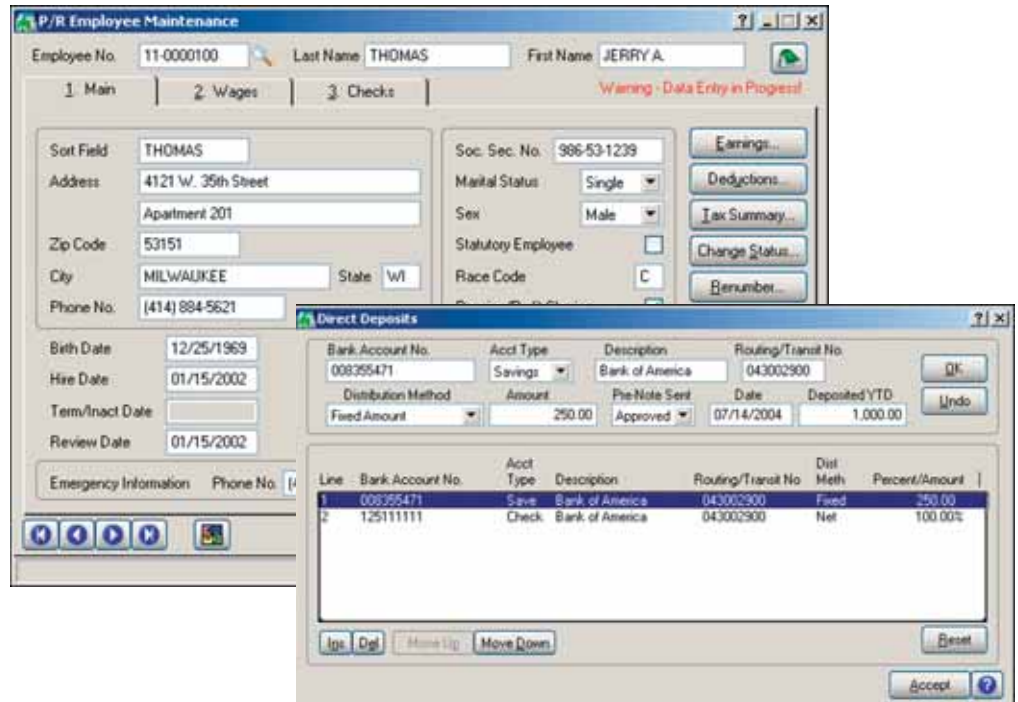 P/R Employee Maintenance
Employee No. 11-0000100 Last Name THOMAS First Name JERRY A.
1. Main 2. Wages 3. Checks Warning - Data Entry in Progress!
Sort Field THOMAS Soc. Sec. No. 986-53-1239 Earnings...
Address 4121 W. 35th Street Marital Status Single Deductions...
Apartment 201 Sex Male Tax Summary...
Zip Code 53151 Statutory Employee Change Status...
City MILWAUKEE State WI Race Code C Renumber...
Phone No. (414) 884-5621
Birth Date 12/25/1969
Hire Date 01/15/2002
Term/Inact Date
Review Date 01/15/2002
Emergency Information Phone No.
Direct Deposits
Bank Account No. Acct Type Description Routing/Transit No.
008355471 Savings Bank of America 043002900 OK
Distribution Method Amount Pre-Note Sent Date Deposited YTD Undo
Fixed Amount 250.00 Approved 07/14/2004 1,000.00
Acct Dist
Line Bank Account No. Type Description Routing/Transit No Meth Percent/Amount
1 008355471 Save Bank of America 043002900 Fixed 250.00
2 125111111 Check Bank of America 043002900 Net 100.00%
Ins Del Move Up Move Down Reset
Accept